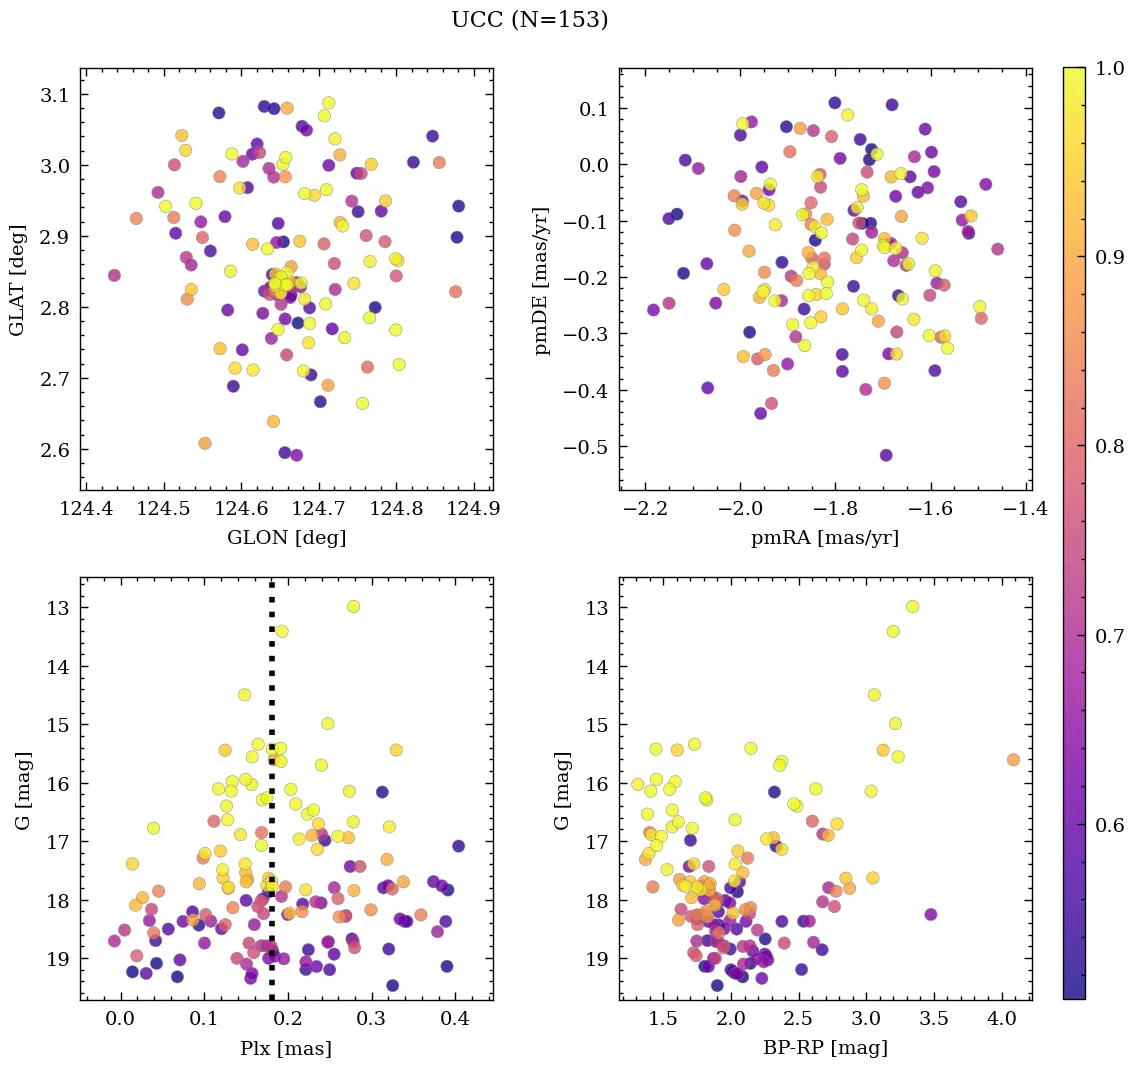 UCC (N=153)
3.1
3.0
2.9
2.8
2.7
2.6
GLAT [deg]
124.4 124.5 124.6 124.7 124.8 124.9
GLON [deg]
0.1
0.0
−0.1
−0.2
−0.3
−0.4
−0.5
pmDE [mas/yr]
−2.2 −2.0 −1.8 −1.6 −1.4
pmRA [mas/yr]
13
14
15
16
17
18
19
G [mag]
0.0 0.1 0.2 0.3 0.4
Plx [mas]
13
14
15
16
17
18
19
G [mag]
1.5 2.0 2.5 3.0 3.5 4.0
BP-RP [mag]
1.0
0.9
0.8
0.7
0.6